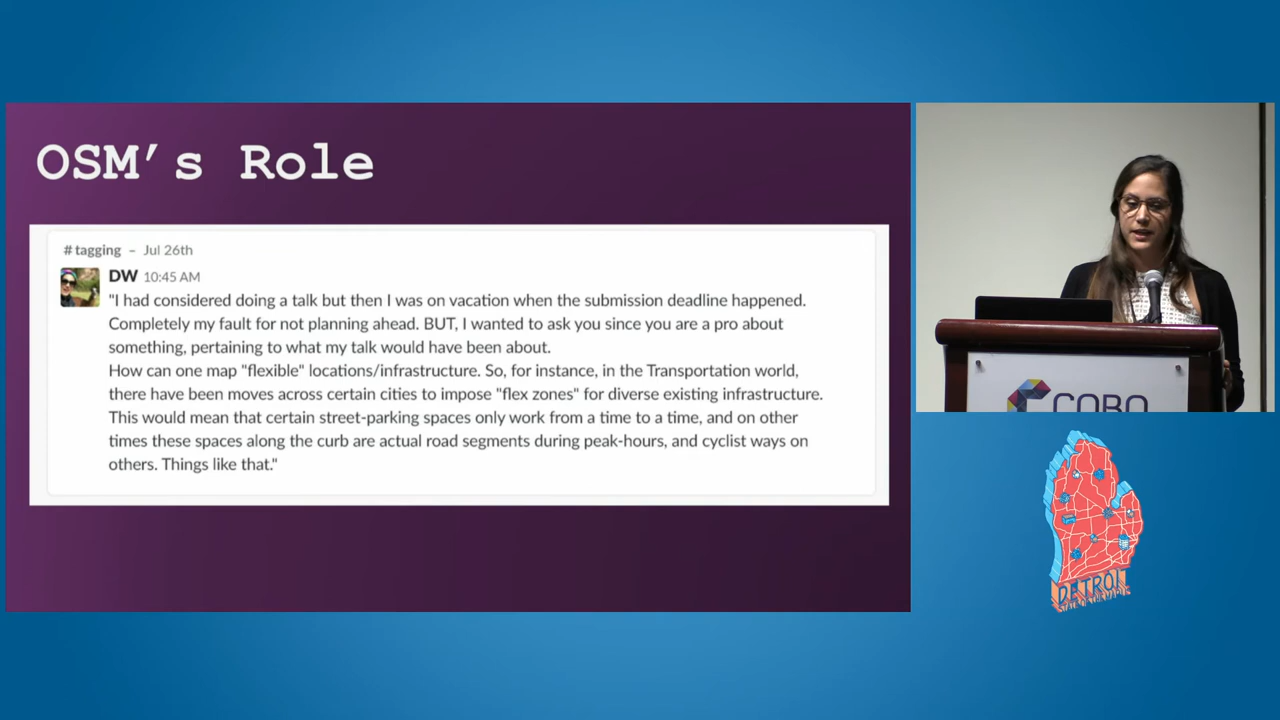 OSM's Role
# tagging – Jul 26th
DW 10:45 AM
"I had considered doing a talk but then I was on vacation when the submission deadline happened.
Completely my fault for not planning ahead. BUT, I wanted to ask you since you are a pro about
something, pertaining to what my talk would have been about.
How can one map "flexible" locations/infrastructure. So, for instance, in the Transportation world,
there have been moves across certain cities to impose "flex zones" for diverse existing infrastructure.
This would mean that certain street-parking spaces only work from a time to a time, and on other
times these spaces along the curb are actual road segments during peak-hours, and cyclist ways on
others. Things like that."
COBO
DETROIT
STATE OF THE MAP US